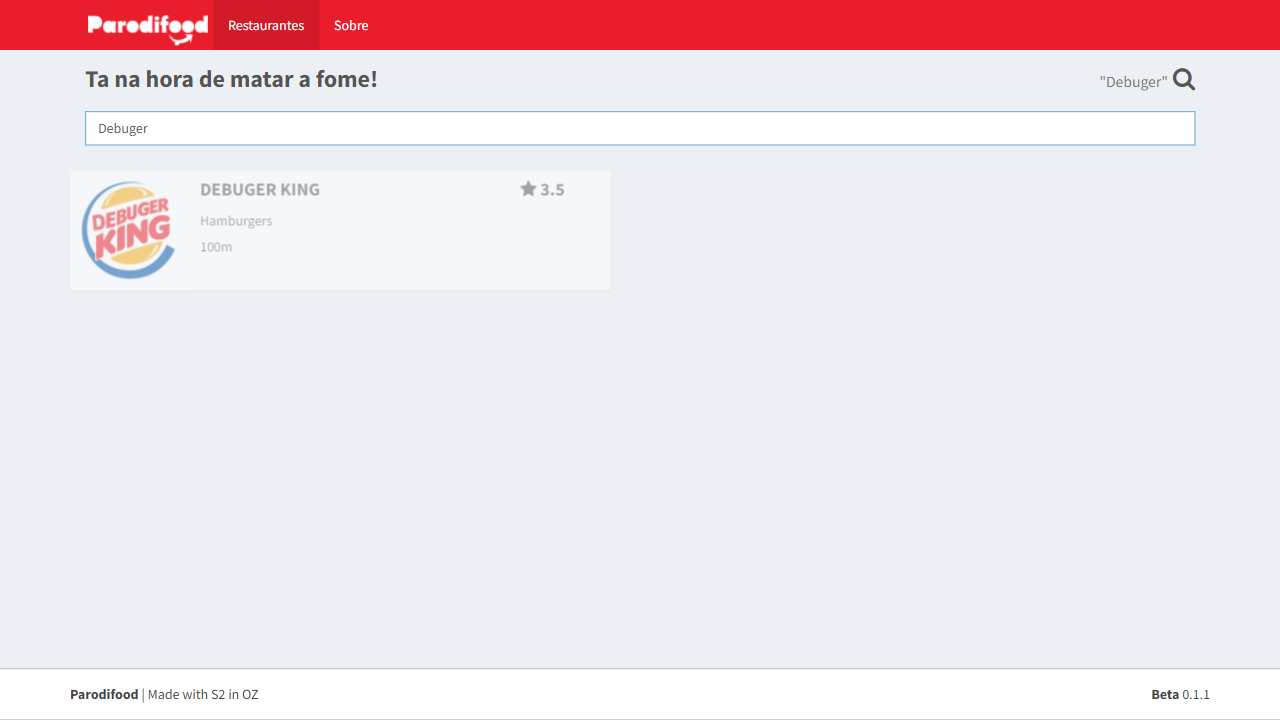 Parodifood Restaurantes Sobre
Ta na hora de matar a fome!
"Debuger"
Debuger
DEBUGER KING
DEBUGER KING
3.5
Hamburgers
100m
Parodifood | Made with S2 in OZ
Beta 0.1.1